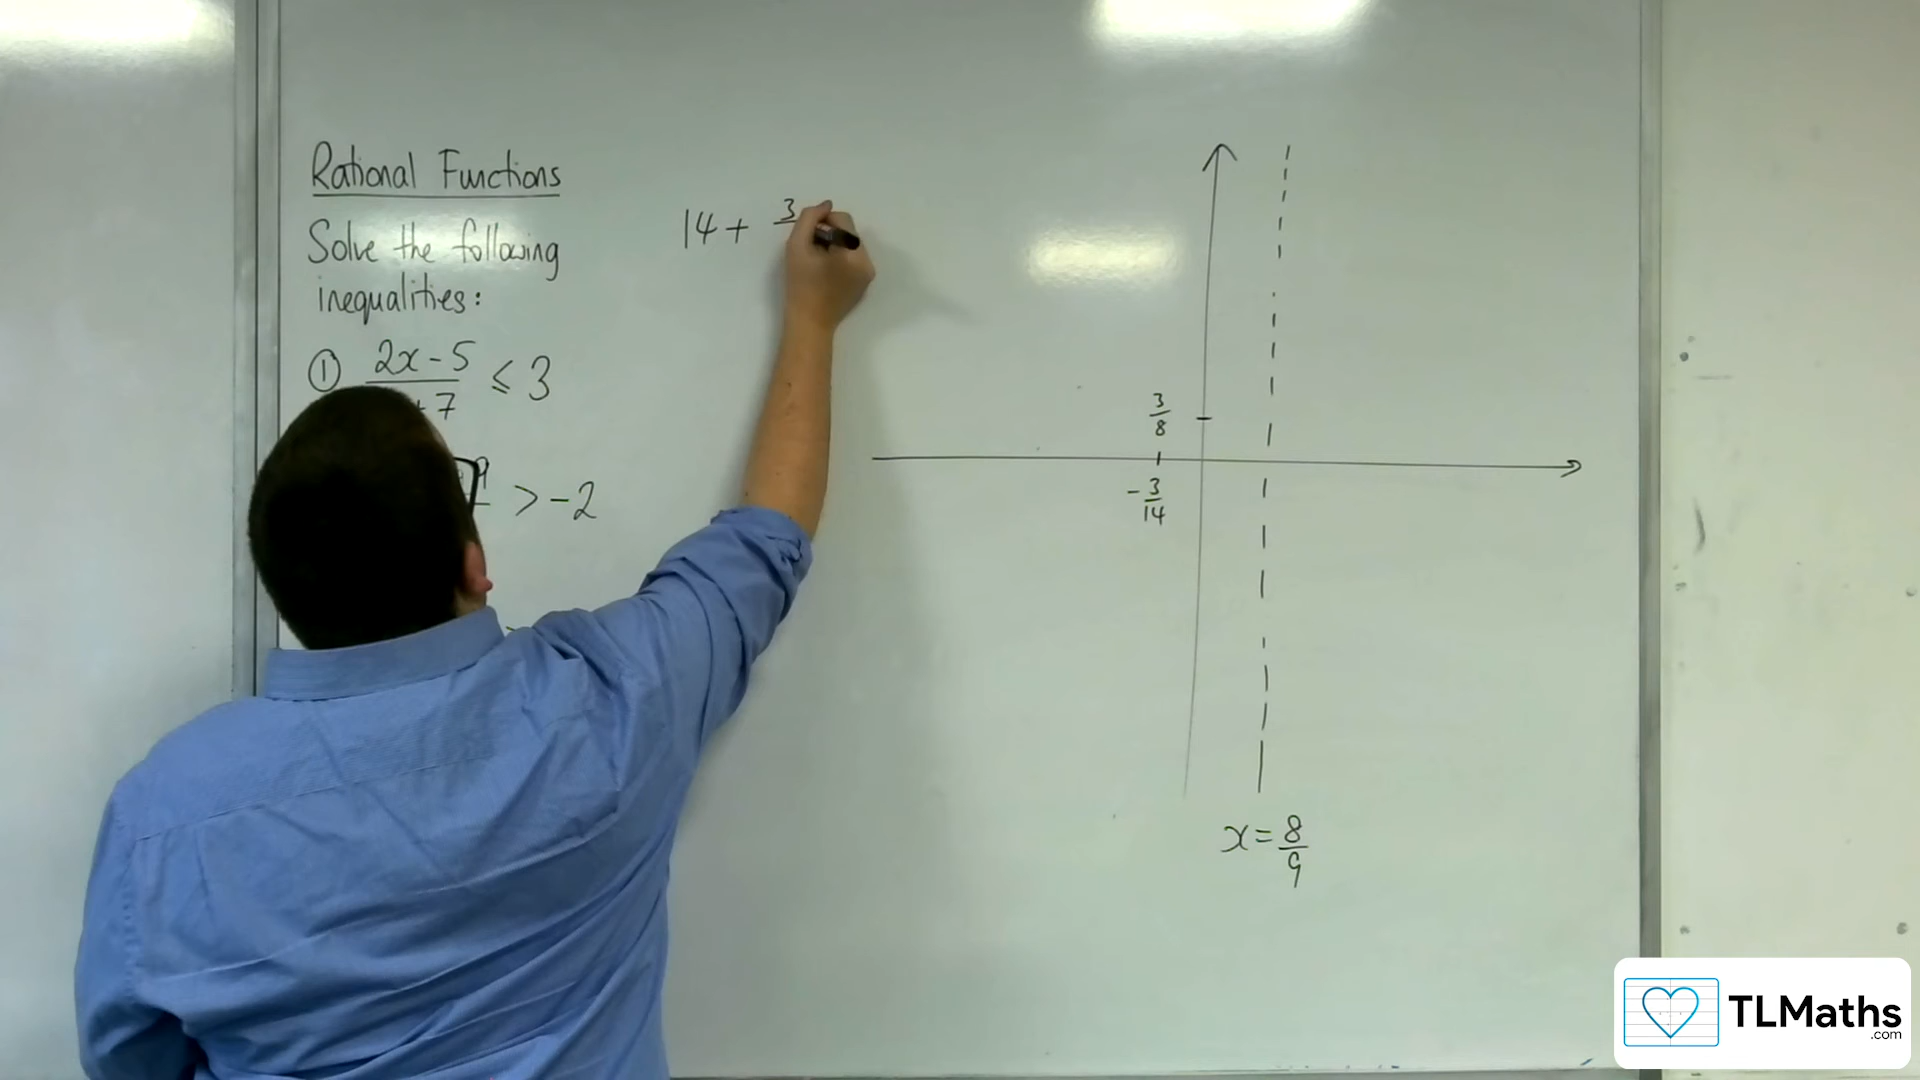 Rational Functions
Solve the following
inequalities:
① 2x - 5 ≤ 3
+ 7
9 > -2
14 + 3
3/8
- 3/14
x = 8/9
TLMaths
.com